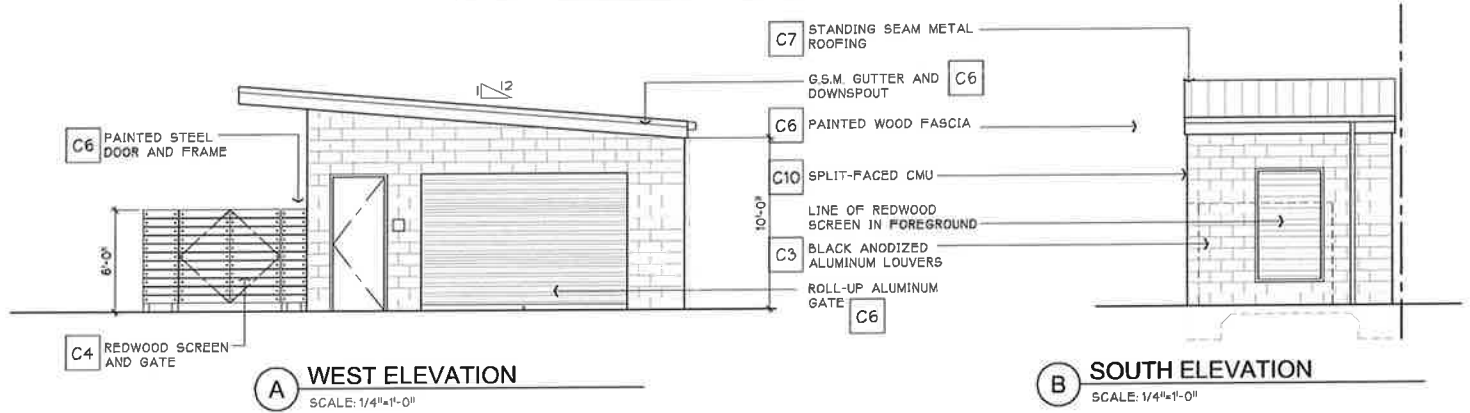 C7 STANDING SEAM METAL
ROOFING
1 12
G.S.M. GUTTER AND C6
DOWNSPOUT
C6 PAINTED STEEL
DOOR AND FRAME
C6 PAINTED WOOD FASCIA
C10 SPLIT-FACED CMU
LINE OF REDWOOD
SCREEN IN FOREGROUND
6'-0"
10'-0"
C3 BLACK ANODIZED
ALUMINUM LOUVERS
ROLL-UP ALUMINUM
GATE C6
C4 REDWOOD SCREEN
AND GATE
A WEST ELEVATION
SCALE: 1/4"=1'-0"
B SOUTH ELEVATION
SCALE: 1/4"=1'-0"